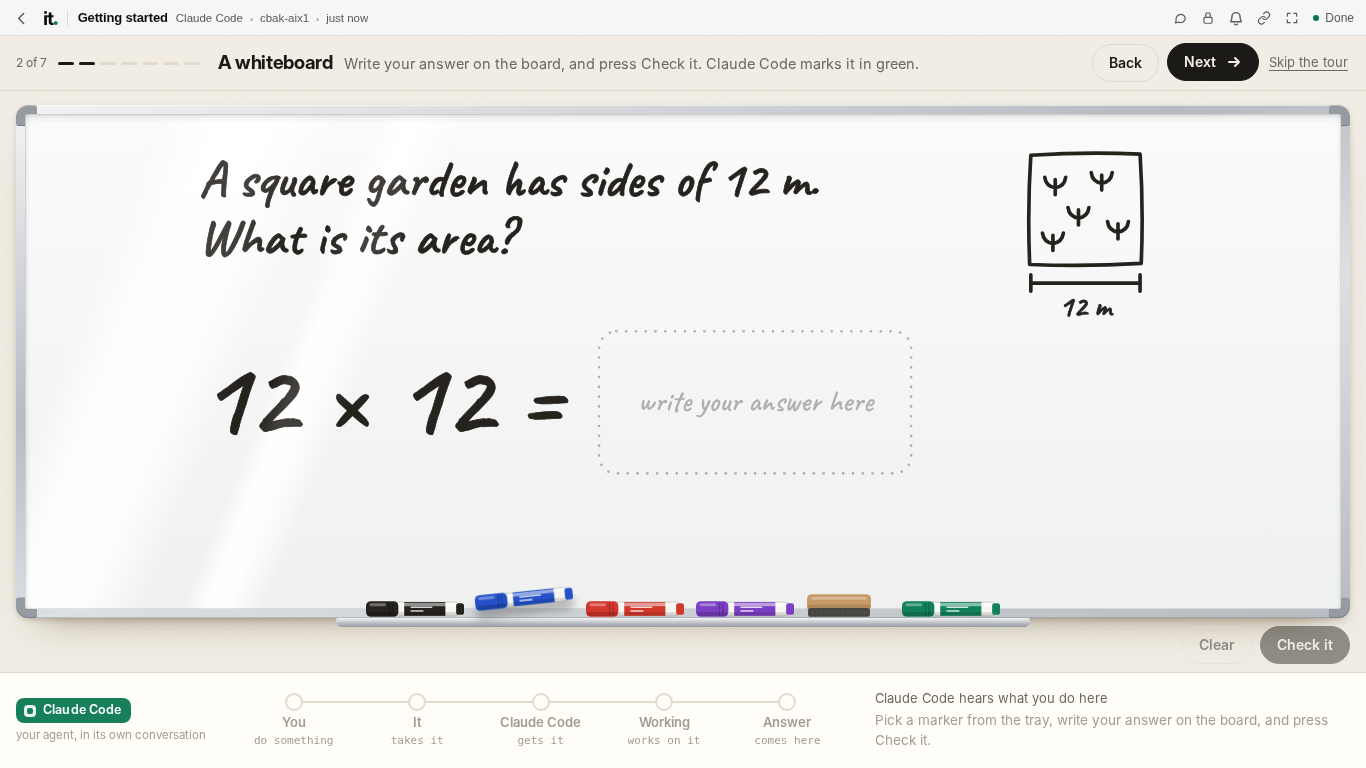 it. Getting started Claude Code • cbak-aix1 • just now
Done
2 of 7 A whiteboard Write your answer on the board, and press Check it. Claude Code marks it in green.
Back Next → Skip the tour
A square garden has sides of 12 m.
What is its area?
12 m
12 × 12 =
write your answer here
Clear Check it
Claude Code
your agent, in its own conversation
You It Claude Code Working Answer
do something takes it gets it works on it comes here
Claude Code hears what you do here
Pick a marker from the tray, write your answer on the board, and press
Check it.